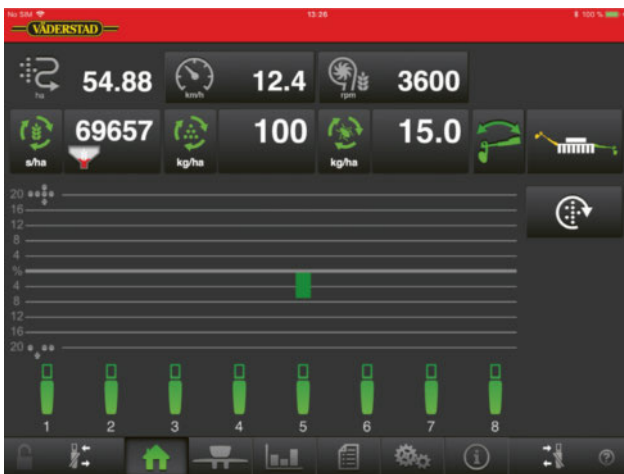 No SIM 13:26 100 %
VÄDERSTAD
54.88 12.4 3600
ha km/h rpm
69657 100 15.0
s/ha kg/ha kg/ha
20
16
12
8
4
%
4
8
12
16
20
1 2 3 4 5 6 7 8